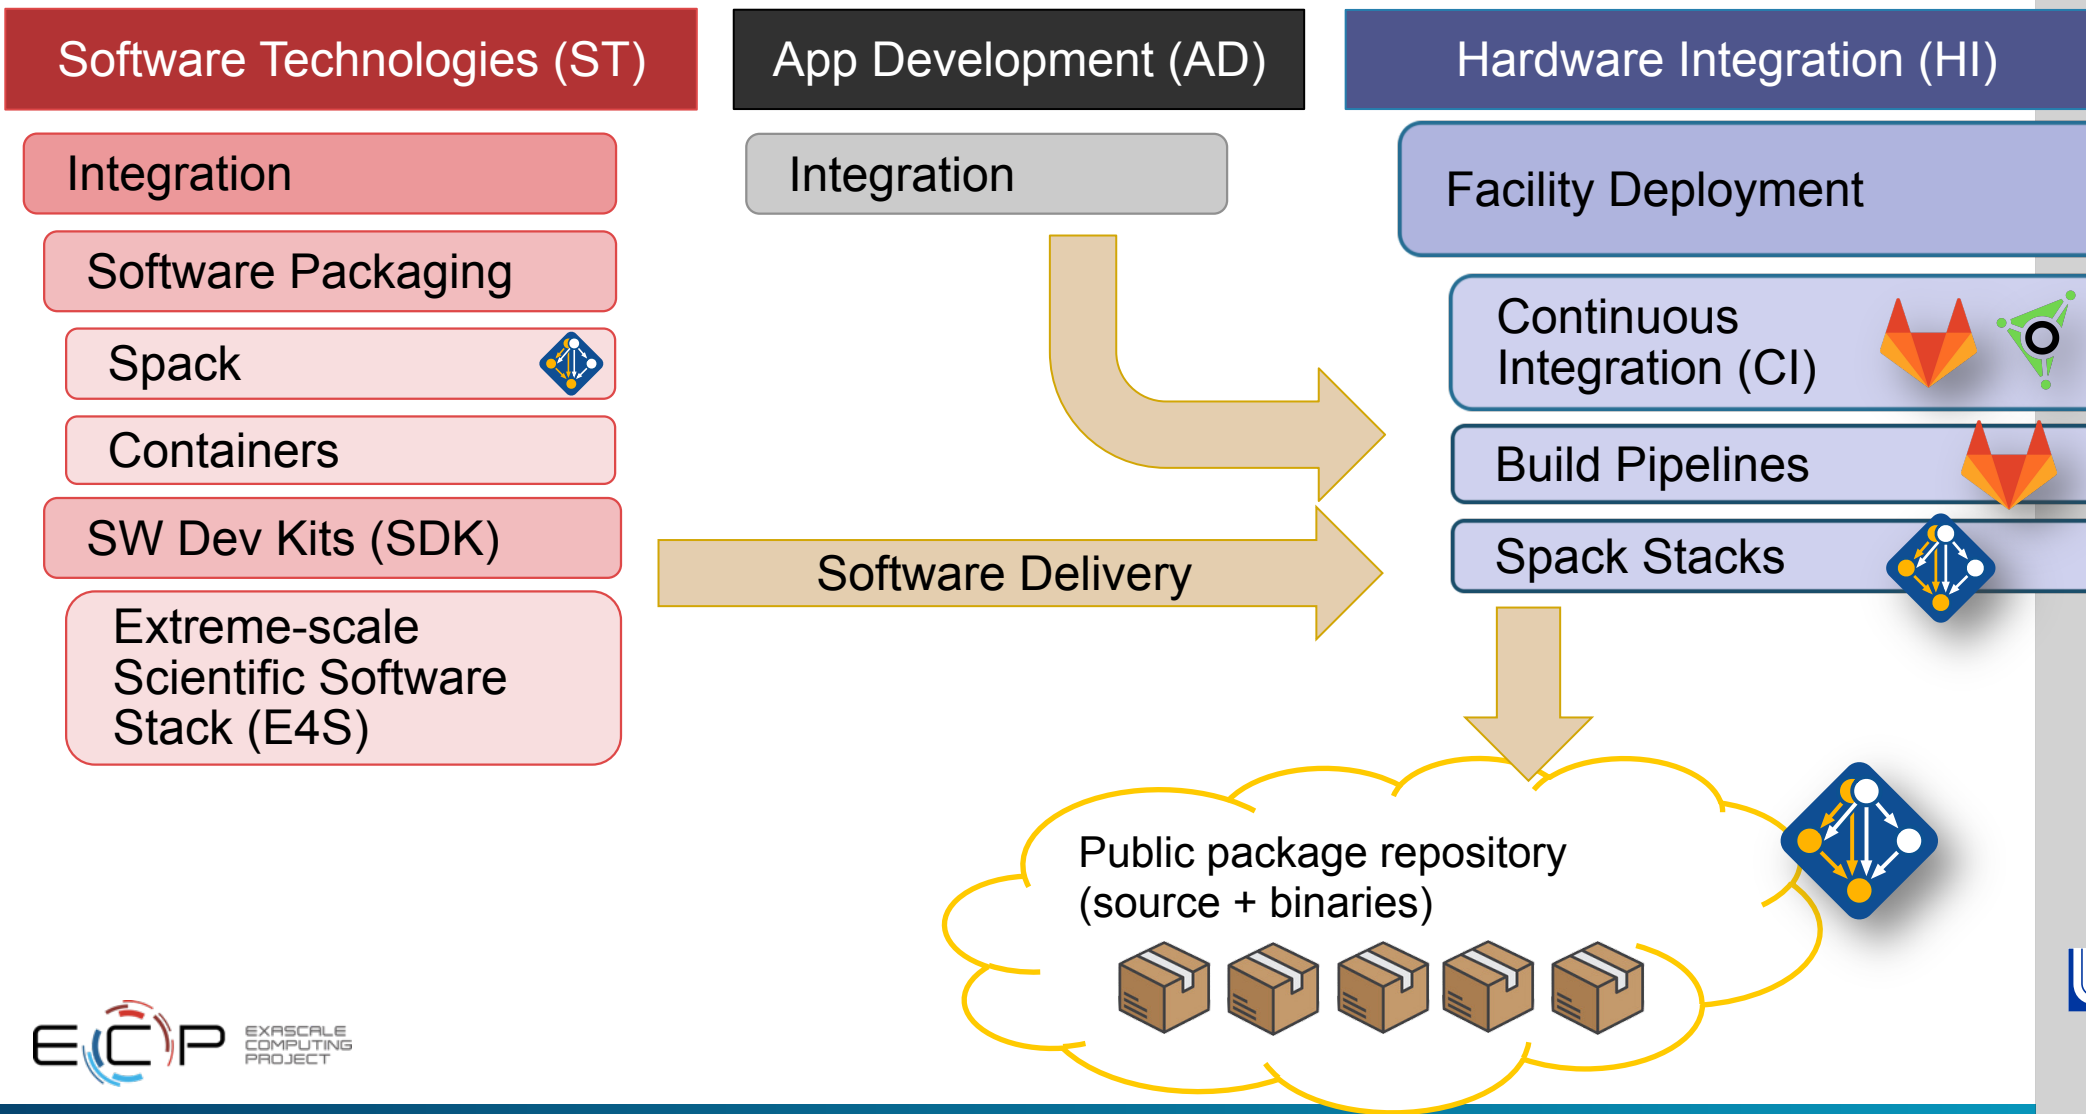 Software Technologies (ST)
App Development (AD)
Hardware Integration (HI)
Integration
Software Packaging
Spack
Containers
SW Dev Kits (SDK)
Extreme-scale
Scientific Software
Stack (E4S)
Integration
Software Delivery
Facility Deployment
Continuous
Integration (CI)
Build Pipelines
Spack Stacks
Public package repository
(source + binaries)
ECP
EXASCALE
COMPUTING
PROJECT